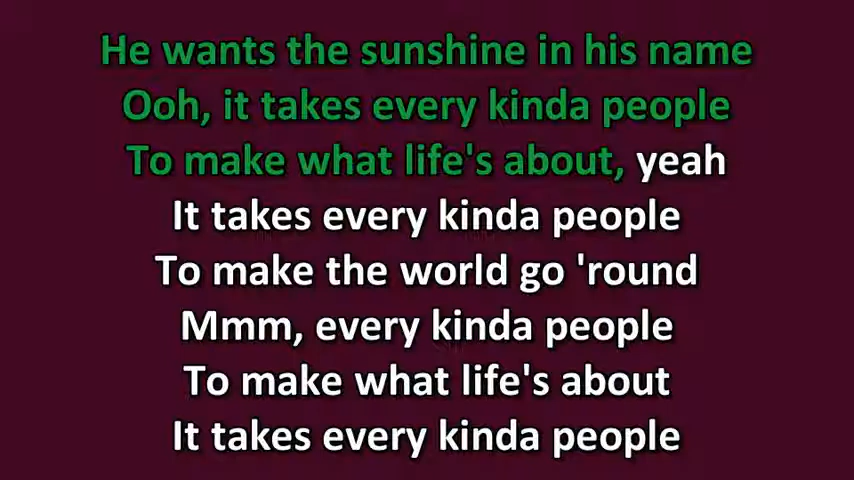 He wants the sunshine in his name
Ooh, it takes every kinda people
To make what life's about, yeah
It takes every kinda people
To make the world go 'round
Mmm, every kinda people
To make what life's about
It takes every kinda people